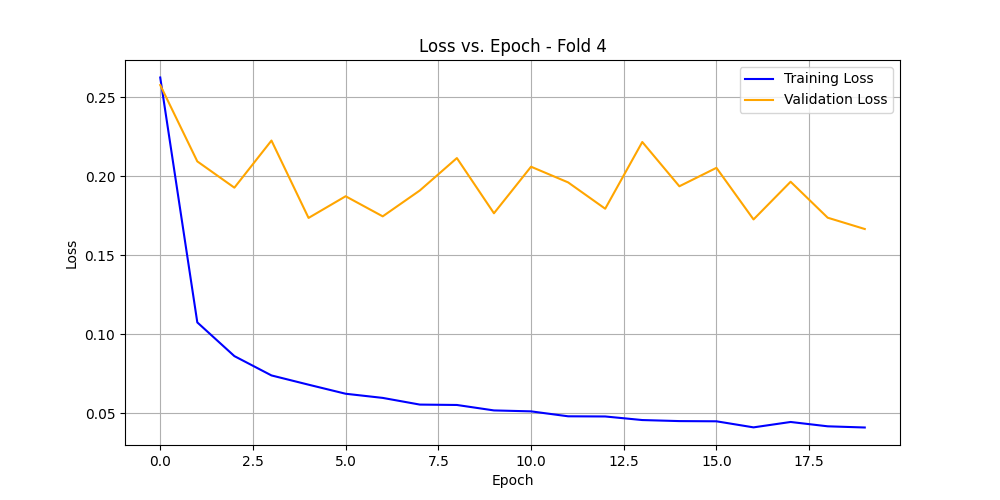 Loss vs. Epoch - Fold 4
Training Loss
Validation Loss
0.25
0.20
0.15
0.10
0.05
Loss
0.0 2.5 5.0 7.5 10.0 12.5 15.0 17.5
Epoch